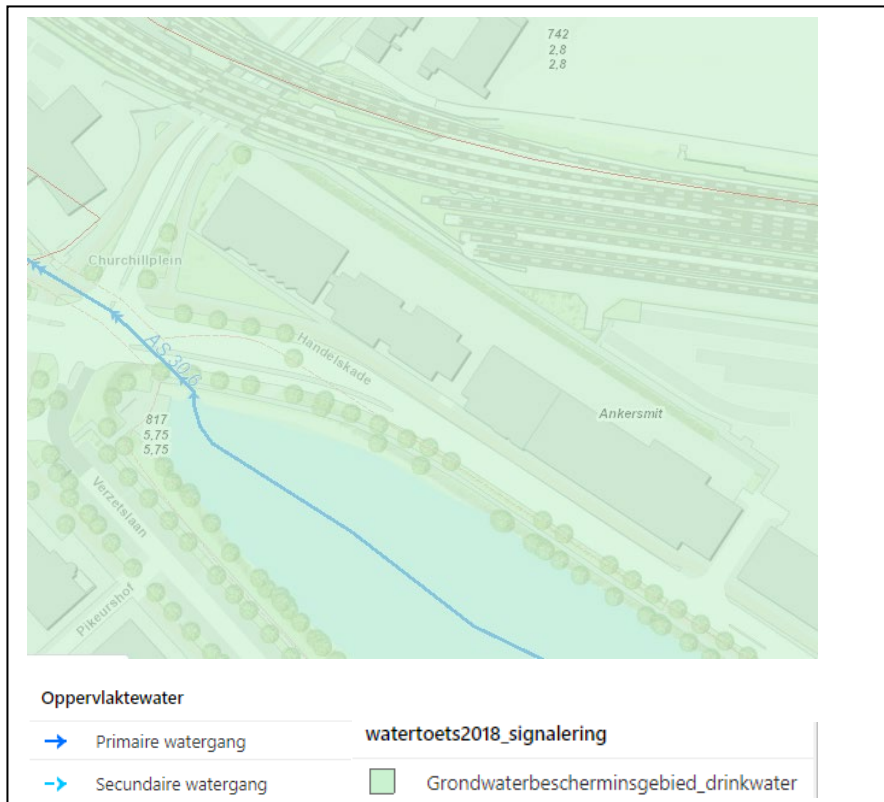 742
2,8
2,8
Churchillplein
AS.30.6
Handelskade
Ankersmit
817
5,75
5,75
Verzetslaan
Pikeurshof
Oppervlaktewater
Primaire watergang
Secundaire watergang
watertoets2018_signalering
Grondwaterbescherminsgebied_drinkwater